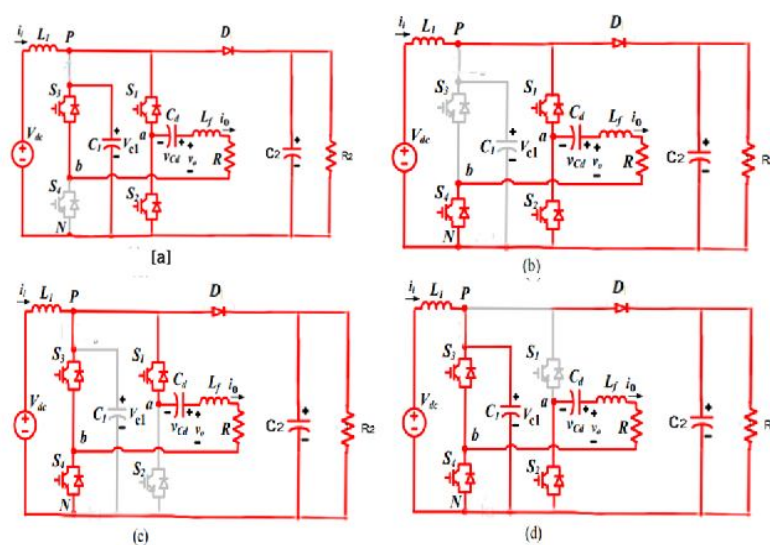 i_i L_1 P D
S_3 S_1 C_d L_f i_0
V_dc C_1 V_c1 a v_Cd v_o R C2 R2
b
S_4 S_2
N
[a]
i_i L_1 P D
S_3 S_1 C_d L_f i_0
V_dc C_1 V_c1 a v_Cd v_o R C2 R
b
S_4 S_2
N
(b)
i_i L_1 P D
S_3 S_1 C_d L_f i_0
V_dc C_1 V_c1 a v_Cd v_o R C2 R2
b
S_4 S_2
N
(c)
i_i L_1 P D
S_3 S_1 C_d L_f i_0
V_dc C_1 V_c1 a v_Cd v_o R C2 R
b
S_4 S_2
N
(d)